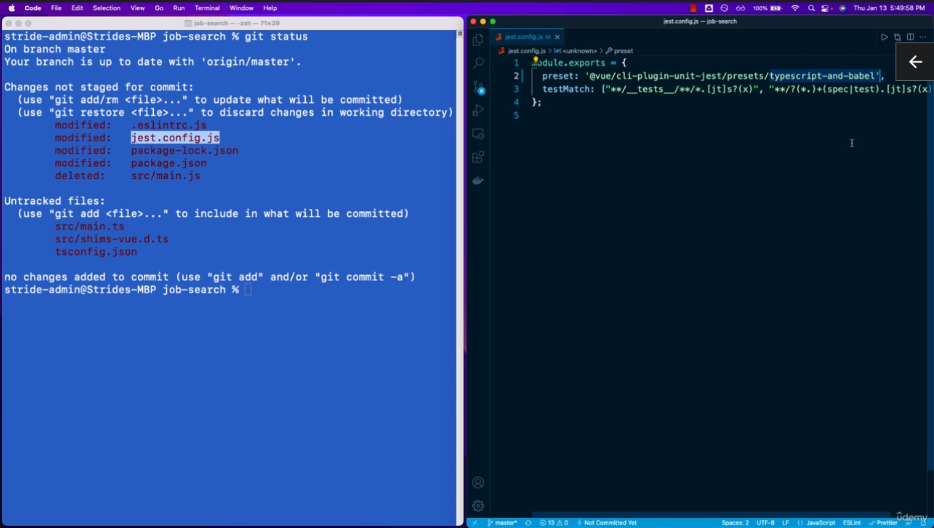 Code File Edit Selection View Go Run Terminal Window Help 100% Thu Jan 13 5:49:58 PM
job-search — -zsh — 71×39
stride-admin@Strides-MBP job-search % git status
On branch master
Your branch is up to date with 'origin/master'.
Changes not staged for commit:
(use "git add/rm <file>..." to update what will be committed)
(use "git restore <file>..." to discard changes in working directory)
modified: .eslintrc.js
modified: jest.config.js
modified: package-lock.json
modified: package.json
deleted: src/main.js
Untracked files:
(use "git add <file>..." to include in what will be committed)
src/main.ts
src/shims-vue.d.ts
tsconfig.json
no changes added to commit (use "git add" and/or "git commit -a")
stride-admin@Strides-MBP job-search %
jest.config.js — job-search
jest.config.js M
jest.config.js > <unknown> > preset
1 module.exports = {
2 preset: '@vue/cli-plugin-unit-jest/presets/typescript-and-babel',
3 testMatch: ["**/__tests__/**/*.[jt]s?(x)", "**/?(*.)+(spec|test).[jt]s?(x)"
4 };
5
udemy
master* 13 0 Not Committed Yet Spaces: 2 UTF-8 LF JavaScript ESLint Prettier